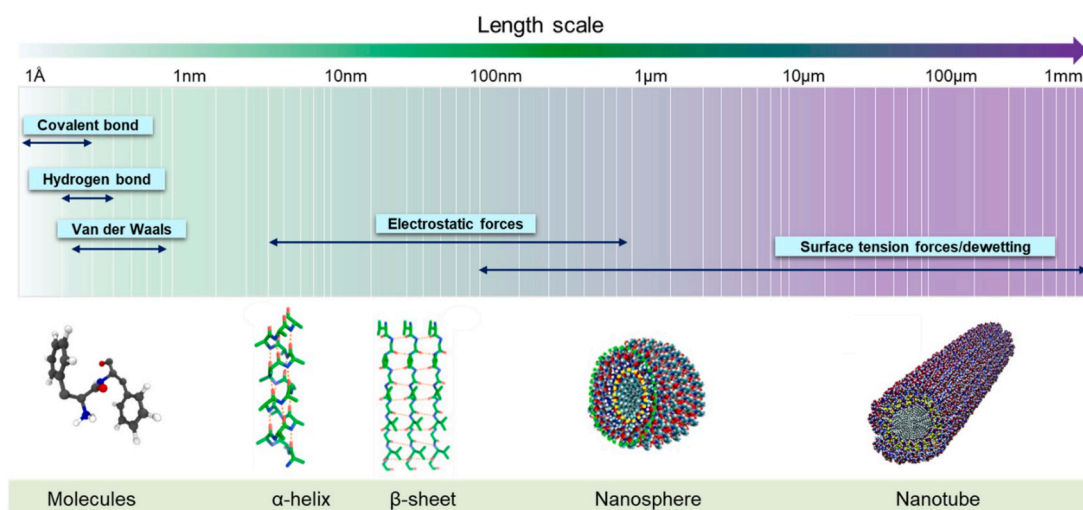 Length scale
1Å 1nm 10nm 100nm 1µm 10µm 100µm 1mm
Covalent bond
Hydrogen bond
Van der Waals
Electrostatic forces
Surface tension forces/dewetting
Molecules α-helix β-sheet Nanosphere Nanotube